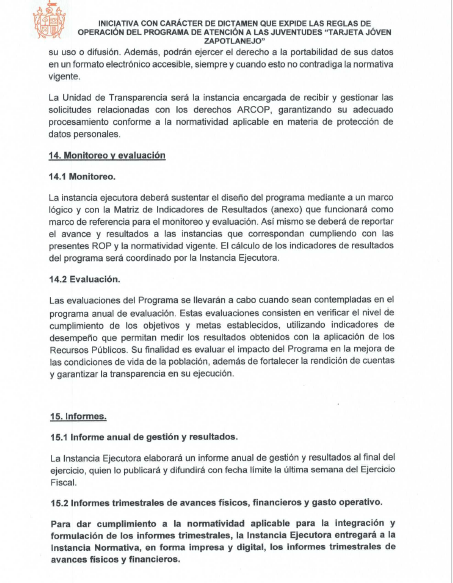 INICIATIVA CON CARÁCTER DE DICTAMEN QUE EXPIDE LAS REGLAS DE
OPERACIÓN DEL PROGRAMA DE ATENCIÓN A LAS JUVENTUDES "TARJETA JÓVEN
ZAPOTLANEJO"
su uso o difusión. Además, podrán ejercer el derecho a la portabilidad de sus datos
en un formato electrónico accesible, siempre y cuando esto no contradiga la normativa
vigente.
La Unidad de Transparencia será la instancia encargada de recibir y gestionar las
solicitudes relacionadas con los derechos ARCOP, garantizando su adecuado
procesamiento conforme a la normatividad aplicable en materia de protección de
datos personales.
14. Monitoreo y evaluación
14.1 Monitoreo.
La instancia ejecutora deberá sustentar el diseño del programa mediante a un marco
lógico y con la Matriz de Indicadores de Resultados (anexo) que funcionará como
marco de referencia para el monitoreo y evaluación. Así mismo se deberá de reportar
el avance y resultados a las instancias que correspondan cumpliendo con las
presentes ROP y la normatividad vigente. El cálculo de los indicadores de resultados
del programa será coordinado por la Instancia Ejecutora.
14.2 Evaluación.
Las evaluaciones del Programa se llevarán a cabo cuando sean contempladas en el
programa anual de evaluación. Estas evaluaciones consisten en verificar el nivel de
cumplimiento de los objetivos y metas establecidos, utilizando indicadores de
desempeño que permitan medir los resultados obtenidos con la aplicación de los
Recursos Públicos. Su finalidad es evaluar el impacto del Programa en la mejora de
las condiciones de vida de la población, además de fortalecer la rendición de cuentas
y garantizar la transparencia en su ejecución.
15. Informes.
15.1 Informe anual de gestión y resultados.
La Instancia Ejecutora elaborará un informe anual de gestión y resultados al final del
ejercicio, quien lo publicará y difundirá con fecha límite la última semana del Ejercicio
Fiscal.
15.2 Informes trimestrales de avances físicos, financieros y gasto operativo.
Para dar cumplimiento a la normatividad aplicable para la integración y
formulación de los informes trimestrales, la Instancia Ejecutora entregará a la
Instancia Normativa, en forma impresa y digital, los informes trimestrales de
avances físicos y financieros.